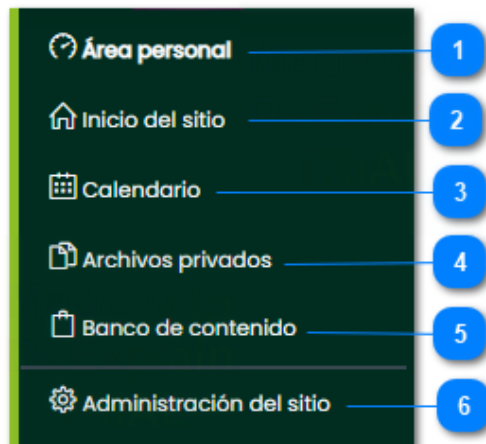 Área personal 1
Inicio del sitio 2
Calendario 3
Archivos privados 4
Banco de contenido 5
Administración del sitio 6